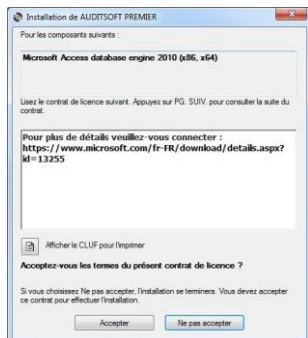 Installation de AUDITSOFT PREMIER
Pour les composants suivants :
Microsoft Access database engine 2010 (x86, x64)
Lisez le contrat de licence suivant. Appuyez sur PG. SUIV. pour consulter la suite du
contrat.
Pour plus de détails veuillez-vous connecter :
https://www.microsoft.com/fr-FR/download/details.aspx?
id=13255
Afficher le CLUF pour l'imprimer
Acceptez-vous les termes du présent contrat de licence ?
Si vous choisissez Ne pas accepter, l'installation se terminera. Vous devez accepter
ce contrat pour effectuer l'installation.
Accepter
Ne pas accepter